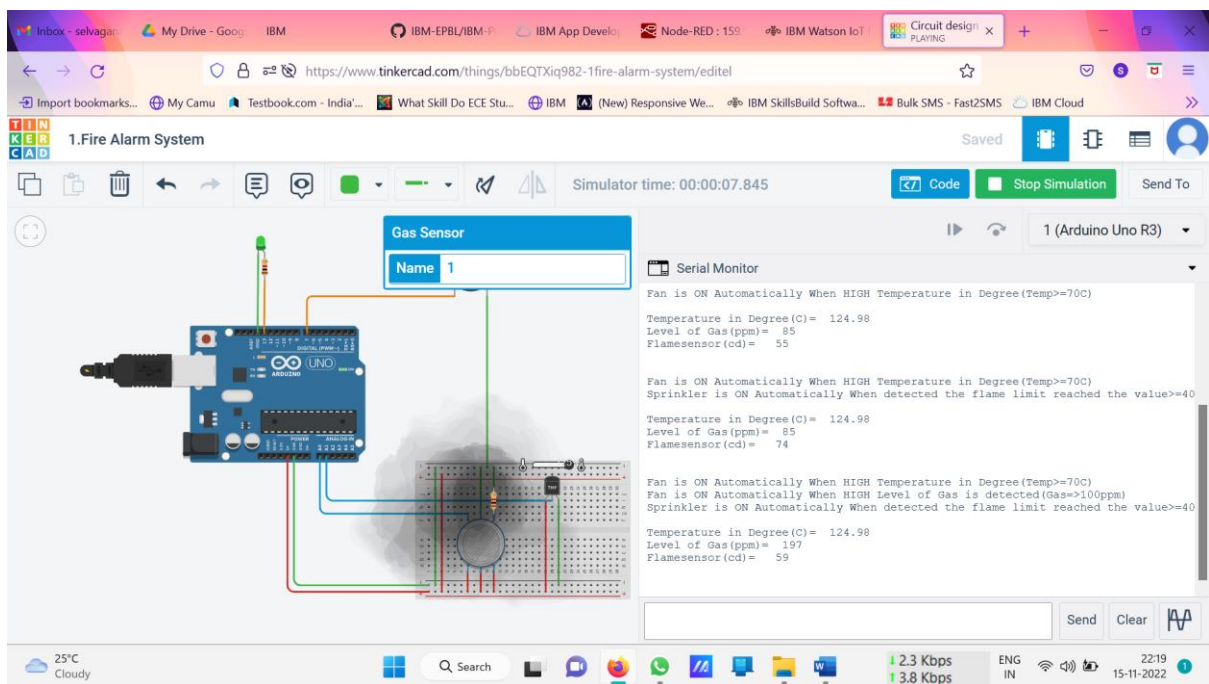 Inbox - selvagan
My Drive - Goog
IBM
IBM-EPBL/IBM-P
IBM App Develop
Node-RED : 159.
IBM Watson IoT
Circuit design
PLAYING
https://www.tinkercad.com/things/bbEQTXiq982-1fire-alarm-system/editel
S
Import bookmarks...
My Camu
Testbook.com - India'...
What Skill Do ECE Stu...
IBM
(New) Responsive We...
IBM SkillsBuild Softwa...
Bulk SMS - Fast2SMS
IBM Cloud
TINKERCAD
1.Fire Alarm System
Saved
Simulator time: 00:00:07.845
Code
Stop Simulation
Send To
Gas Sensor
Name 1
1 (Arduino Uno R3)
Serial Monitor
Fan is ON Automatically When HIGH Temperature in Degree(Temp>=70C)
Temperature in Degree(C)= 124.98
Level of Gas(ppm)= 85
Flamesensor(cd)= 55
Fan is ON Automatically When HIGH Temperature in Degree(Temp>=70C)
Sprinkler is ON Automatically When detected the flame limit reached the value>=40
Temperature in Degree(C)= 124.98
Level of Gas(ppm)= 85
Flamesensor(cd)= 74
Fan is ON Automatically When HIGH Temperature in Degree(Temp>=70C)
Fan is ON Automatically When HIGH Level of Gas is detected(Gas=>100ppm)
Sprinkler is ON Automatically When detected the flame limit reached the value>=40
Temperature in Degree(C)= 124.98
Level of Gas(ppm)= 197
Flamesensor(cd)= 59
DIGITAL (PWM~)
UNO
ARDUINO
POWER
ANALOG IN
TMP
Send
Clear
25°C
Cloudy
Search
2.3 Kbps
3.8 Kbps
ENG
IN
22:19
15-11-2022
1